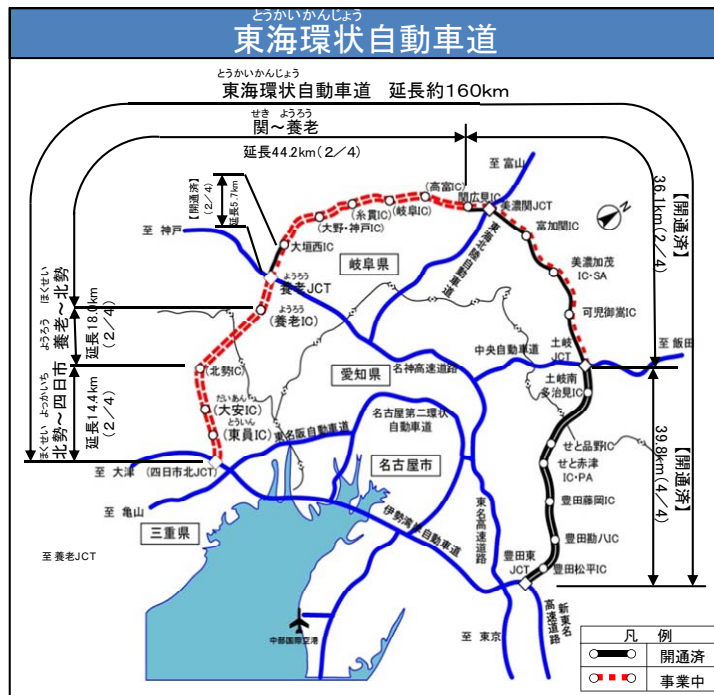 とうかいかんじょう
東海環状自動車道
とうかいかんじょう
東海環状自動車道 延長約160km
せき ようろう
関～養老
延長44.2km(2/4)
【開通済】
36.1km(2/4)
【開通済】
(2/4)
延長5.7km
至 富山
(高富IC)
関広見IC
美濃関JCT
(岐阜IC)
(糸貫IC)
(大野・神戸IC)
富加関IC
N
至 神戸
大垣西IC
岐阜県
東海北陸自動車道
美濃加茂
IC・SA
ようろう
養老JCT
ようろう
(養老IC)
可児御嵩IC
ようろう ほくせい
養老～北勢
延長18.0km
(2/4)
至 飯田
中央自動車道
土岐
JCT
愛知県
名神高速道路
(北勢IC)
土岐南
多治見IC
ほくせい よっかいち
北勢～四日市
延長14.4km
(2/4)
だいあん
(大安IC)
とういん
(東員IC)
名古屋第二環状
自動車道
東名阪自動車道
せと品野IC
【開通済】
39.8km(4/4)
至 大津
(四日市北JCT)
名古屋市
せと赤津
IC・PA
豊田藤岡IC
至 亀山
三重県
伊勢湾岸自動車道
東名高速道路
豊田勘八IC
至 養老JCT
豊田東
JCT
豊田松平IC
新東名
高速道路
中部国際空港
至 東京
凡 例
開通済
事業中